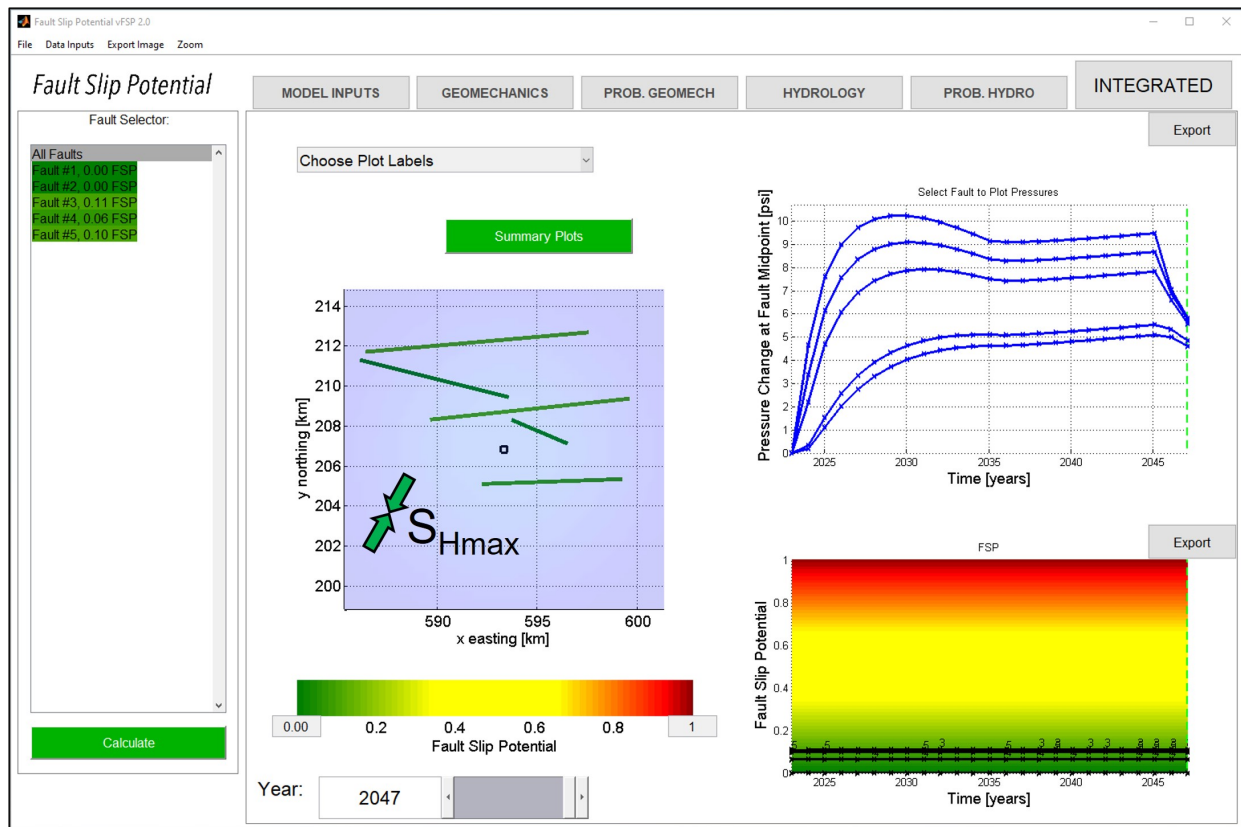 Fault Slip Potential vFSP 2.0
File Data Inputs Export Image Zoom
Fault Slip Potential
MODEL INPUTS
GEOMECHANICS
PROB. GEOMECH
HYDROLOGY
PROB. HYDRO
INTEGRATED
Fault Selector:
All Faults
Fault #1, 0.00 FSP
Fault #2, 0.00 FSP
Fault #3, 0.11 FSP
Fault #4, 0.06 FSP
Fault #5, 0.10 FSP
Calculate
Choose Plot Labels
Summary Plots
214
212
210
208
206
204
202
200
y northing [km]
SHmax
590 595 600
x easting [km]
0.00 0.2 0.4 0.6 0.8 1
Fault Slip Potential
Year: 2047
Export
Select Fault to Plot Pressures
10
9
8
7
6
5
4
3
2
1
0
Pressure Change at Fault Midpoint [psi]
2025 2030 2035 2040 2045
Time [years]
Export
FSP
1
0.8
0.6
0.4
0.2
0
Fault Slip Potential
2025 2030 2035 2040 2045
Time [years]